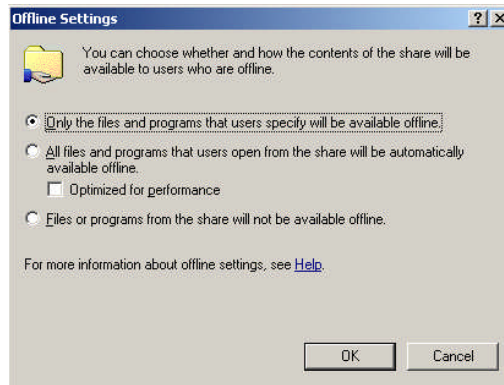 Offline Settings
You can choose whether and how the contents of the share will be
available to users who are offline.
Only the files and programs that users specify will be available offline.
All files and programs that users open from the share will be automatically
available offline.
Optimized for performance
Files or programs from the share will not be available offline.
For more information about offline settings, see Help.
OK Cancel